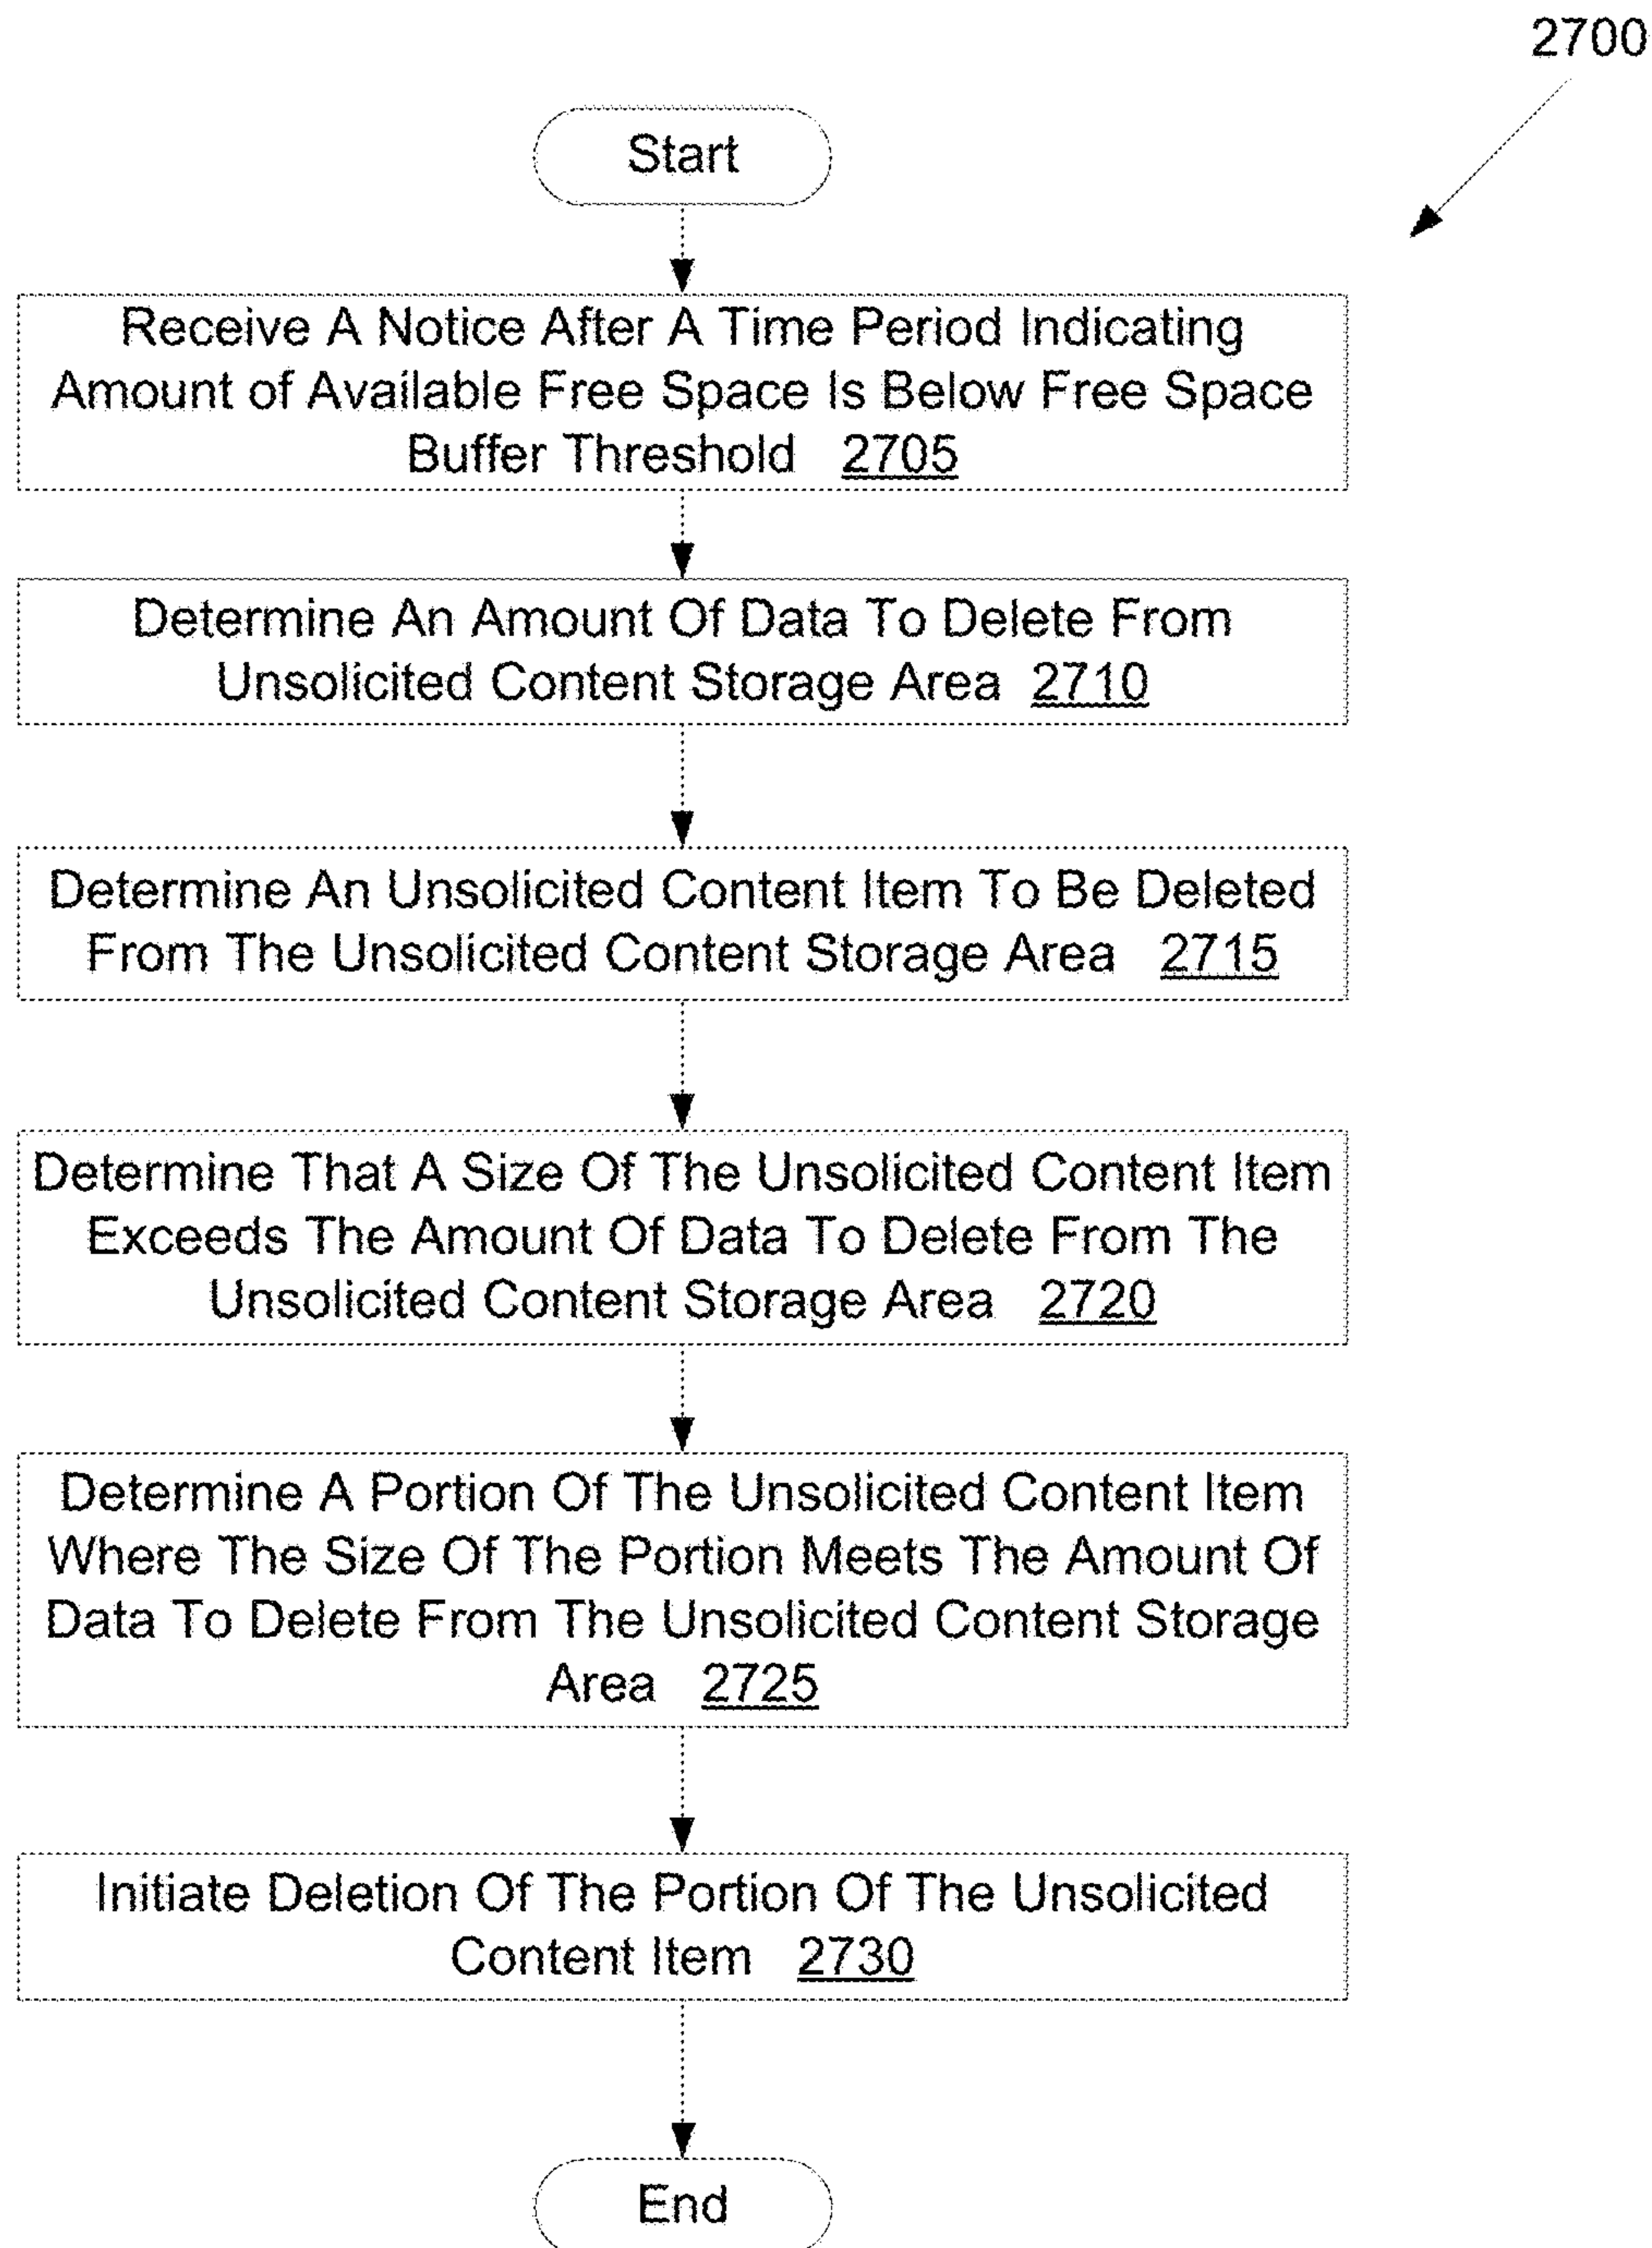 2700
Start
Receive A Notice After A Time Period Indicating
Amount of Available Free Space Is Below Free Space
Buffer Threshold 2705
Determine An Amount Of Data To Delete From
Unsolicited Content Storage Area 2710
Determine An Unsolicited Content Item To Be Deleted
From The Unsolicited Content Storage Area 2715
Determine That A Size Of The Unsolicited Content Item
Exceeds The Amount Of Data To Delete From The
Unsolicited Content Storage Area 2720
Determine A Portion Of The Unsolicited Content Item
Where The Size Of The Portion Meets The Amount Of
Data To Delete From The Unsolicited Content Storage
Area 2725
Initiate Deletion Of The Portion Of The Unsolicited
Content Item 2730
End